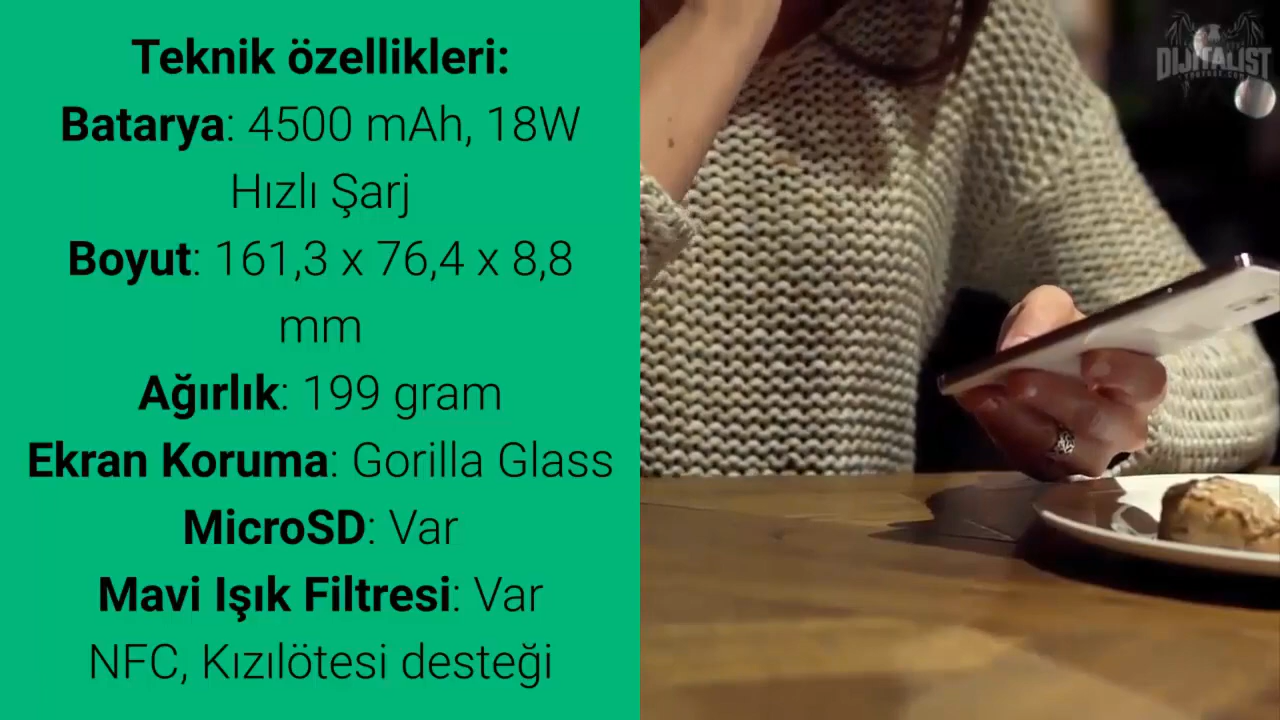 Teknik özellikleri:
Batarya: 4500 mAh, 18W
Hızlı Şarj
Boyut: 161,3 x 76,4 x 8,8
mm
Ağırlık: 199 gram
Ekran Koruma: Gorilla Glass
MicroSD: Var
Mavi Işık Filtresi: Var
NFC, Kızılötesi desteği
DIJITALIST